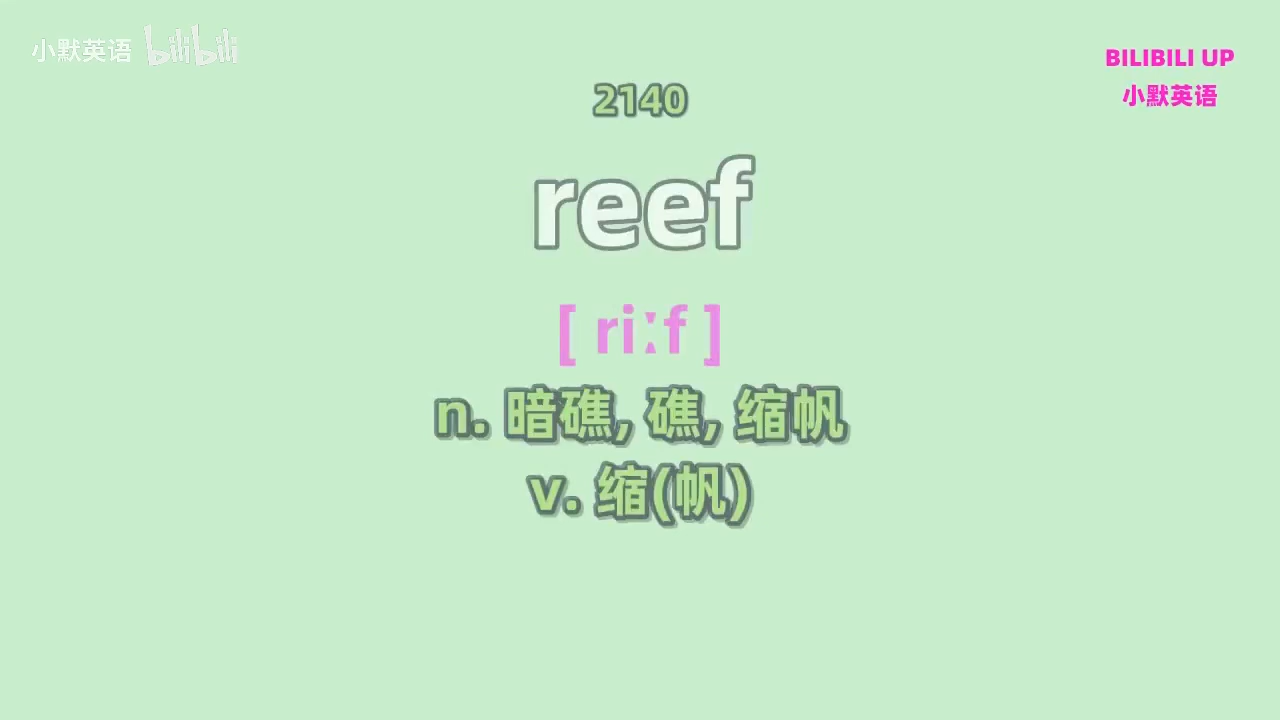 小默英语 bilibili
BILIBILI UP
小默英语
2140
reef
[ riːf ]
n. 暗礁, 礁, 缩帆
v. 缩(帆)